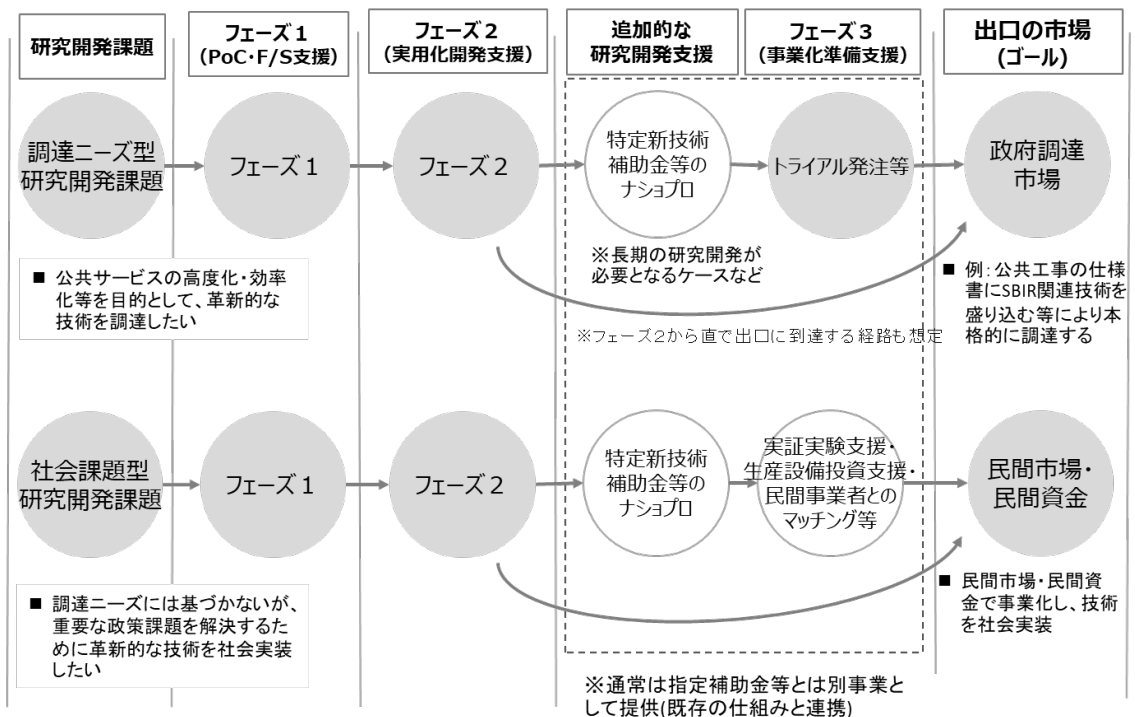 研究開発課題
フェーズ１
(PoC・F/S支援)
フェーズ２
(実用化開発支援)
追加的な
研究開発支援
フェーズ３
(事業化準備支援)
出口の市場
(ゴール)
調達ニーズ型
研究開発課題
フェーズ１
フェーズ２
特定新技術
補助金等の
ナショプロ
トライアル発注等
政府調達
市場
■ 公共サービスの高度化・効率
化等を目的として、革新的な
技術を調達したい
※長期の研究開発が
必要となるケースなど
※フェーズ２から直で出口に到達する経路も想定
■ 例：公共工事の仕様
書にSBIR関連技術を
盛り込む等により本
格的に調達する
社会課題型
研究開発課題
フェーズ１
フェーズ２
特定新技術
補助金等の
ナショプロ
実証実験支援・
生産設備投資支援・
民間事業者との
マッチング等
民間市場・
民間資金
■ 調達ニーズには基づかないが、
重要な政策課題を解決するた
めに革新的な技術を社会実装
したい
■ 民間市場・民間資
金で事業化し、技術
を社会実装
※通常は指定補助金等とは別事業と
して提供(既存の仕組みと連携)